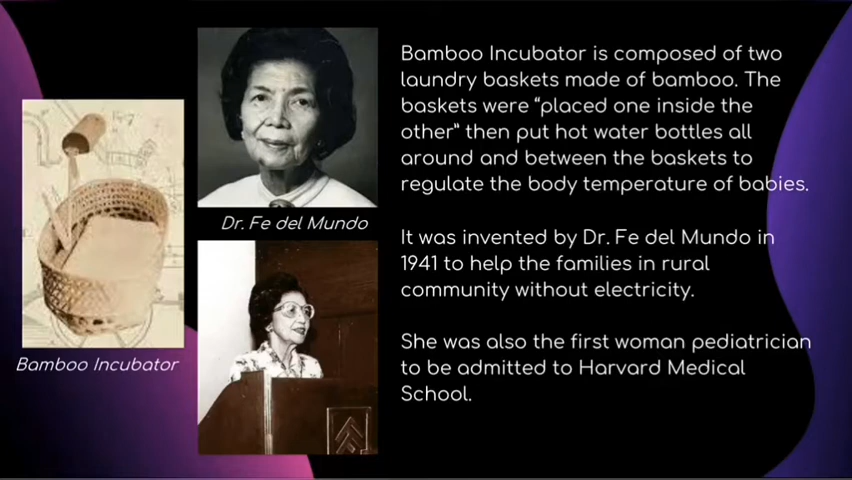 Bamboo Incubator is composed of two
laundry baskets made of bamboo. The
baskets were “placed one inside the
other” then put hot water bottles all
around and between the baskets to
regulate the body temperature of babies.
It was invented by Dr. Fe del Mundo in
1941 to help the families in rural
community without electricity.
She was also the first woman pediatrician
to be admitted to Harvard Medical
School.
Dr. Fe del Mundo
Bamboo Incubator